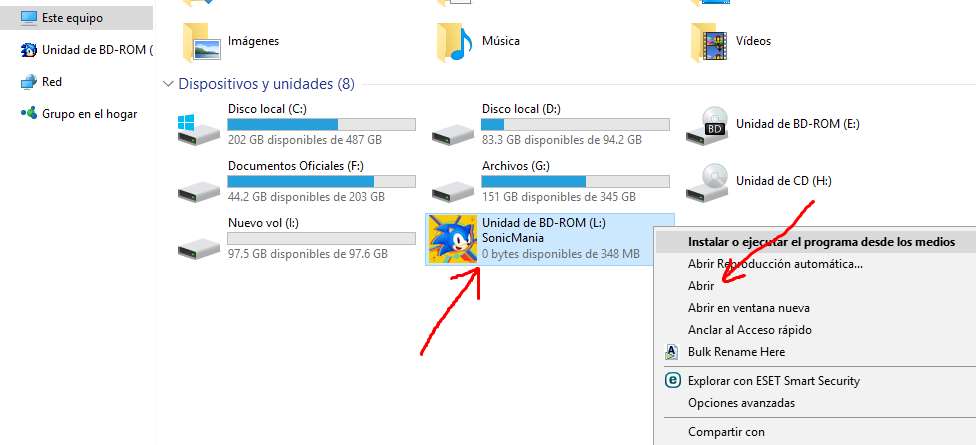 Este equipo
Unidad de BD-ROM (
Red
Grupo en el hogar
Imágenes
Música
Vídeos
Dispositivos y unidades (8)
Disco local (C:)
202 GB disponibles de 487 GB
Disco local (D:)
83.3 GB disponibles de 94.2 GB
BD
Unidad de BD-ROM (E:)
Documentos Oficiales (F:)
44.2 GB disponibles de 203 GB
Archivos (G:)
151 GB disponibles de 345 GB
Unidad de CD (H:)
Nuevo vol (I:)
97.5 GB disponibles de 97.6 GB
Unidad de BD-ROM (L:)
SonicMania
0 bytes disponibles de 348 MB
Instalar o ejecutar el programa desde los medios
Abrir Reproducción automática...
Abrir
Abrir en ventana nueva
Anclar al Acceso rápido
Bulk Rename Here
Explorar con ESET Smart Security
Opciones avanzadas
Compartir con